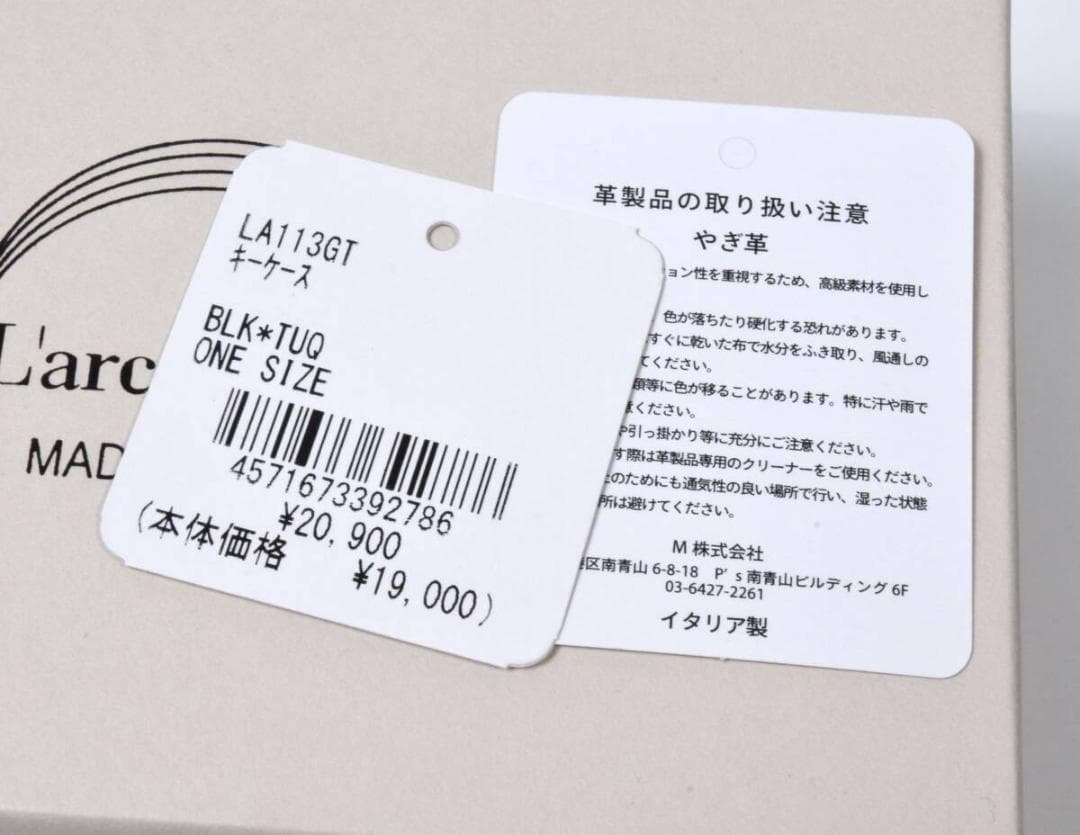 L'arc
MAD
LA113GT
キーケース
BLK*TUQ
ONE SIZE
4571673392786
¥20,900
(本体価格 ¥19,000)
革製品の取り扱い注意
やぎ革
ョン性を重視するため、高級素材を使用し
色が落ちたり硬化する恐れがあります。
すぐに乾いた布で水分をふき取り、風通しの
てください。
類等に色が移ることがあります。特に汗や雨で
ください。
や引っ掛かり等に充分にご注意ください。
す際は革製品専用のクリーナーをご使用ください。
のためにも通気性の良い場所で行い、湿った状態
所は避けてください。
M 株式会社
区南青山 6-8-18 P's 南青山ビルディング 6F
03-6427-2261
イタリア製